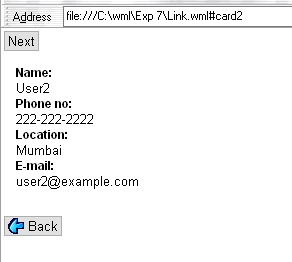 Address file:///C:\wml\Exp 7\Link.wml#card2
Next
Name:
User2
Phone no:
222-222-2222
Location:
Mumbai
E-mail:
user2@example.com
Back